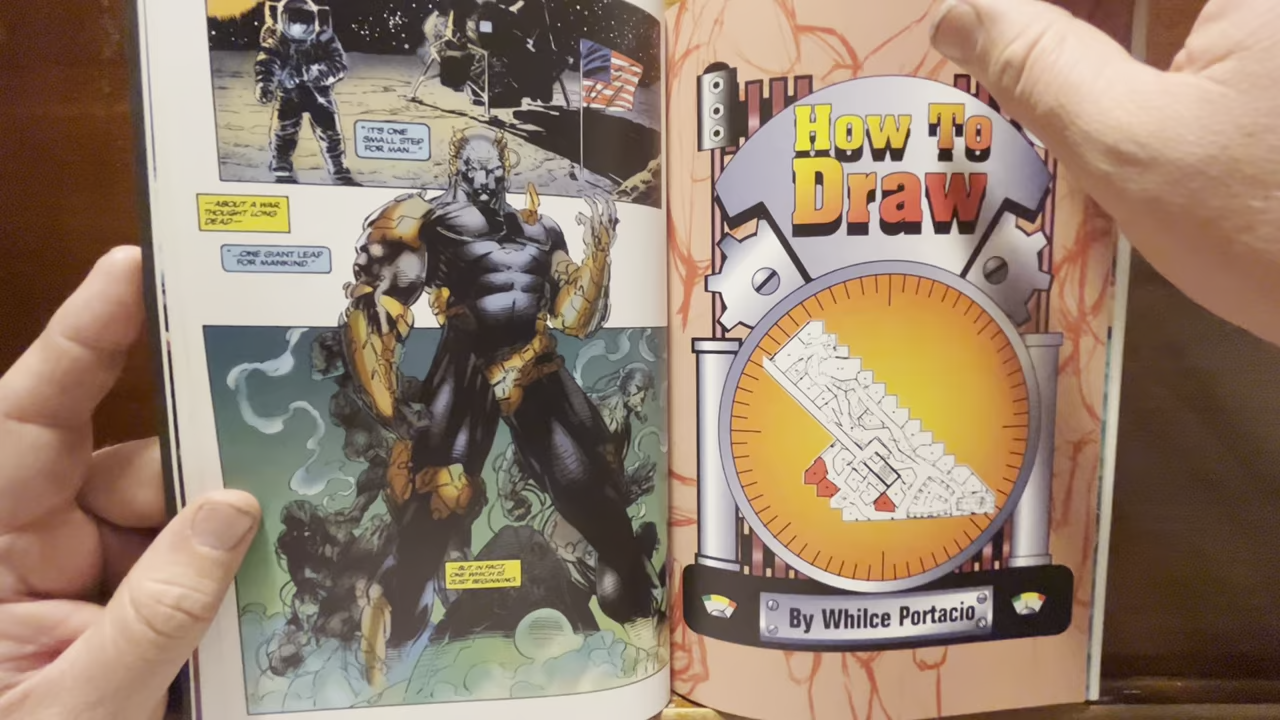 "IT'S ONE
SMALL STEP
FOR MAN..."
—ABOUT A WAR
THOUGHT LONG
DEAD—
"...ONE GIANT LEAP
FOR MANKIND."
—BUT, IN FACT,
ONE WHICH IS
JUST BEGINNING.
How To
Draw
By Whilce Portacio